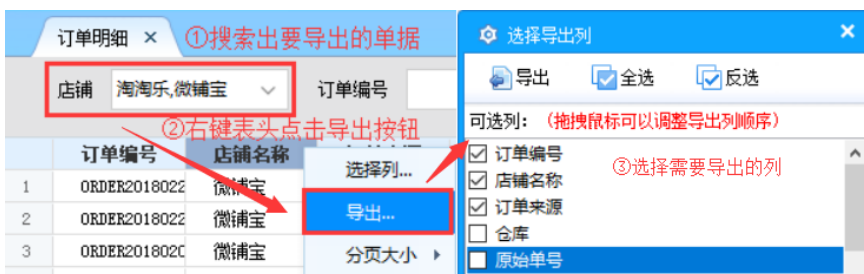 订单明细 ×
①搜索出要导出的单据
店铺 淘淘乐,微铺宝
订单编号
②右键表头点击导出按钮
订单编号 店铺名称
1 ORDER2018022 微铺宝
2 ORDER2018022 微铺宝
3 ORDER2018020 微铺宝
选择列...
导出...
分页大小
选择导出列 ×
导出 全选 反选
可选列： （拖拽鼠标可以调整导出列顺序）
③选择需要导出的列
订单编号
店铺名称
订单来源
仓库
原始单号